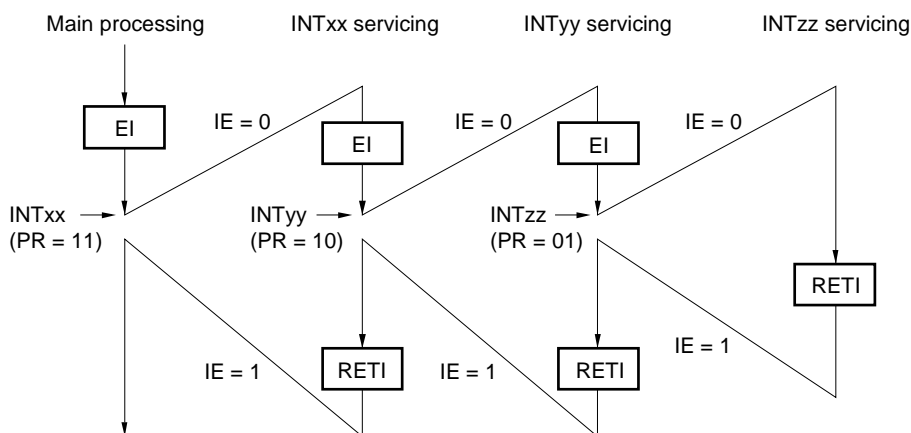 Main processing
INTxx servicing
INTyy servicing
INTzz servicing
EI
IE = 0
EI
IE = 0
EI
IE = 0
INTxx
(PR = 11)
INTyy
(PR = 10)
INTzz
(PR = 01)
RETI
IE = 1
RETI
IE = 1
RETI
IE = 1